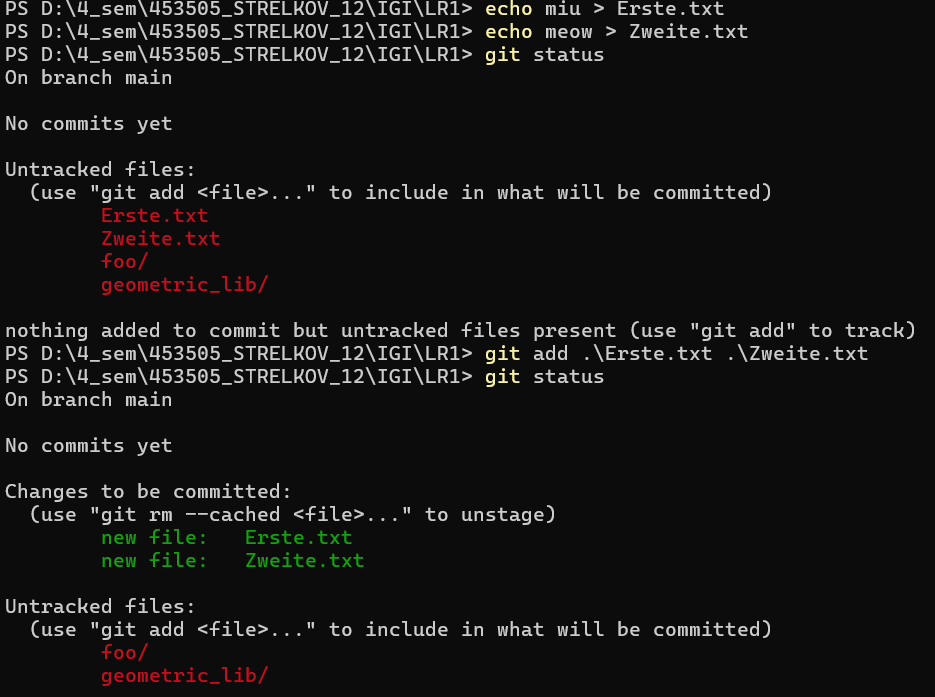 PS D:\4_sem\453505_STRELKOV_12\IGI\LR1> echo miu > Erste.txt
PS D:\4_sem\453505_STRELKOV_12\IGI\LR1> echo meow > Zweite.txt
PS D:\4_sem\453505_STRELKOV_12\IGI\LR1> git status
On branch main

No commits yet

Untracked files:
  (use "git add <file>..." to include in what will be committed)
        Erste.txt
        Zweite.txt
        foo/
        geometric_lib/

nothing added to commit but untracked files present (use "git add" to track)
PS D:\4_sem\453505_STRELKOV_12\IGI\LR1> git add .\Erste.txt .\Zweite.txt
PS D:\4_sem\453505_STRELKOV_12\IGI\LR1> git status
On branch main

No commits yet

Changes to be committed:
  (use "git rm --cached <file>..." to unstage)
        new file:   Erste.txt
        new file:   Zweite.txt

Untracked files:
  (use "git add <file>..." to include in what will be committed)
        foo/
        geometric_lib/